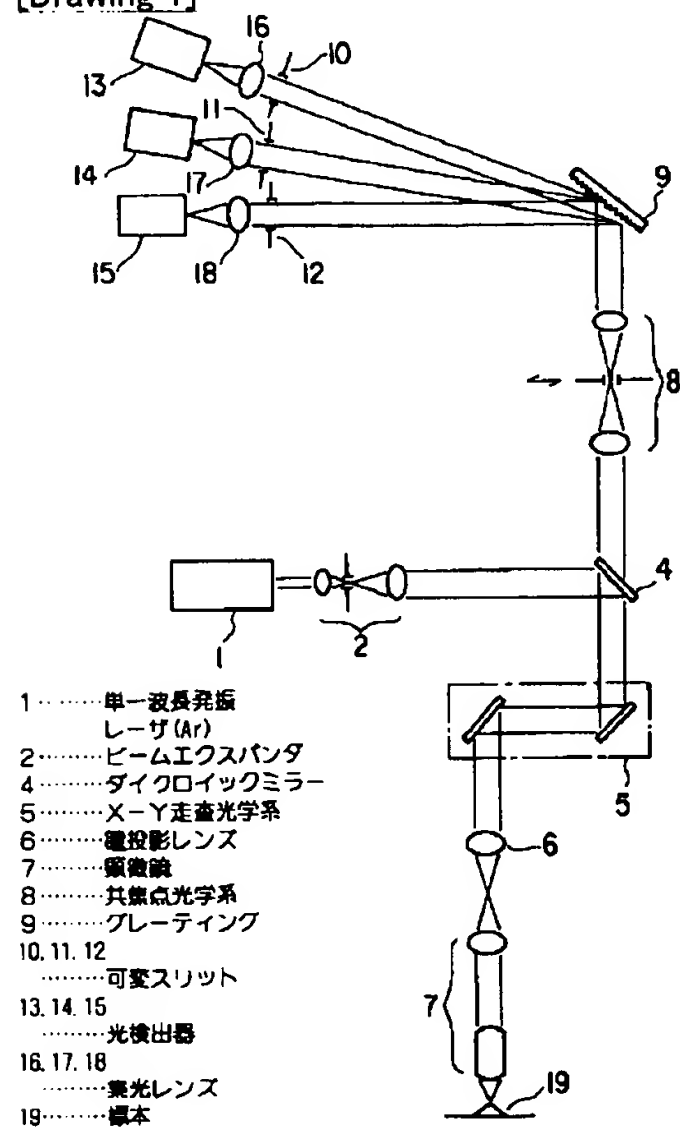 [Drawing 1]
16
10
13
11
14
17
9
15
18
12
8
4
1
2
5
6
7
19
1‥‥‥‥単一波長発振
レーザ(Ar)
2‥‥‥‥ビームエクスパンダ
4‥‥‥‥ダイクロイックミラー
5‥‥‥‥X-Y走査光学系
6‥‥‥‥瞳投影レンズ
7‥‥‥‥顕微鏡
8‥‥‥‥共焦点光学系
9‥‥‥‥グレーティング
10.11.12
‥‥‥‥可変スリット
13.14.15
‥‥‥‥光検出器
16.17.18
‥‥‥‥集光レンズ
19‥‥‥‥標本